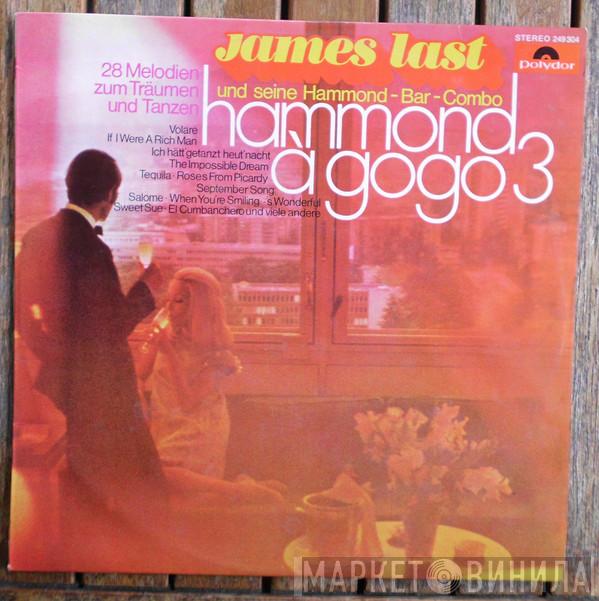 james last
STEREO 249 304
polydor
und seine Hammond-Bar-Combo
hammond
à gogo 3
28 Melodien
zum Träumen
und Tanzen
Volare
If I Were A Rich Man
Ich hätt' getanzt heut' nacht
The Impossible Dream
Tequila · Roses From Picardy
September Song
Salome · When You're Smiling · 's Wonderful
Sweet Sue · El Cumbanchero und viele andere
МАРКЕТ ВИНИЛА